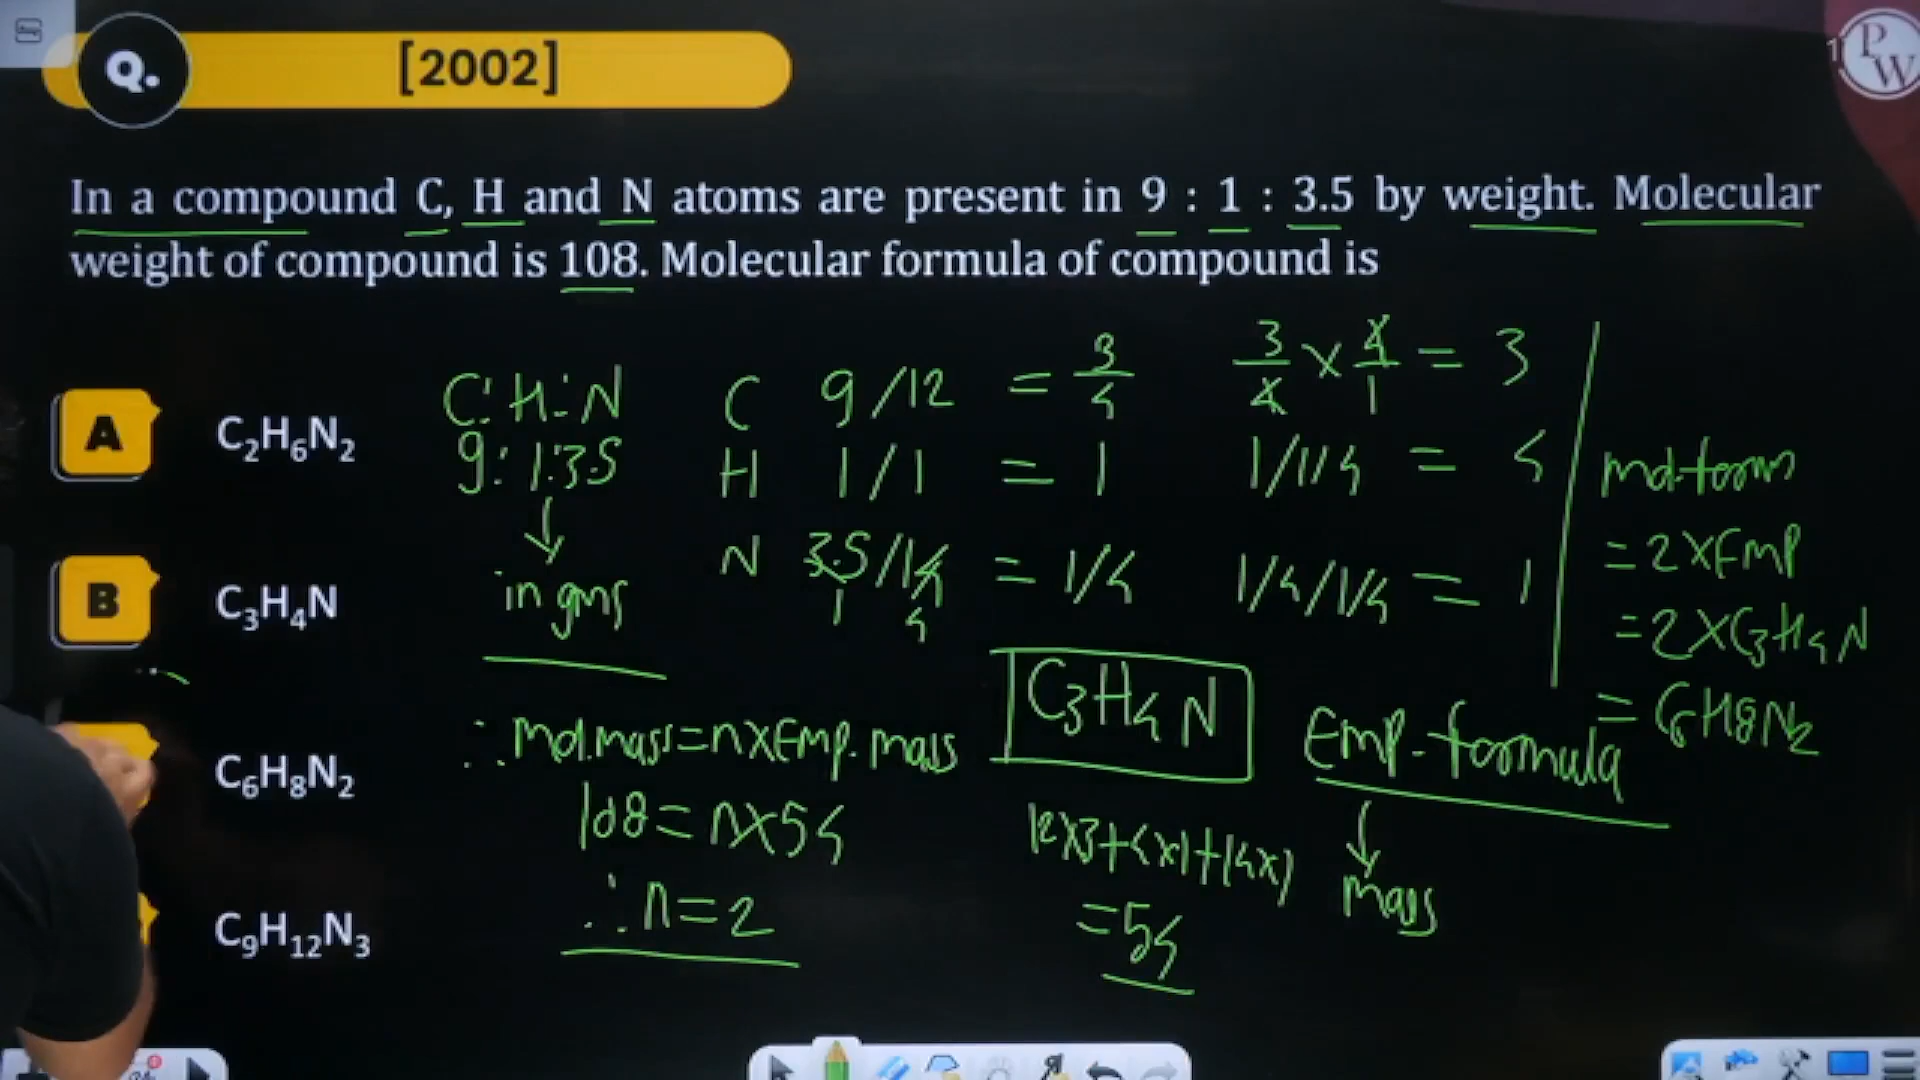 Q.
[2002]
PW
In a compound C, H and N atoms are present in 9 : 1 : 3.5 by weight. Molecular
weight of compound is 108. Molecular formula of compound is
A
C₂H₆N₂
B
C₃H₄N
C₆H₈N₂
C₉H₁₂N₃
C:H:N
9:1:3.5
in gms
C 9/12 = 3/4
3/4 × 4/1 = 3
H 1/1 = 1
1/1/4 = 4
N 3.5/14 = 1/4
1 4
1/4/1/4 = 1
C₃H₄N
Emp-formula
mass
12×3+4×1+14×1
=54
∴ mol.mass=n×Emp.mass
108=n×54
∴ n=2
mol-form
=2×Emp
=2×C₃H₄N
=C₆H₈N₂